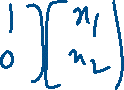 1 ) ( x₁
0 ) ( x₂ )